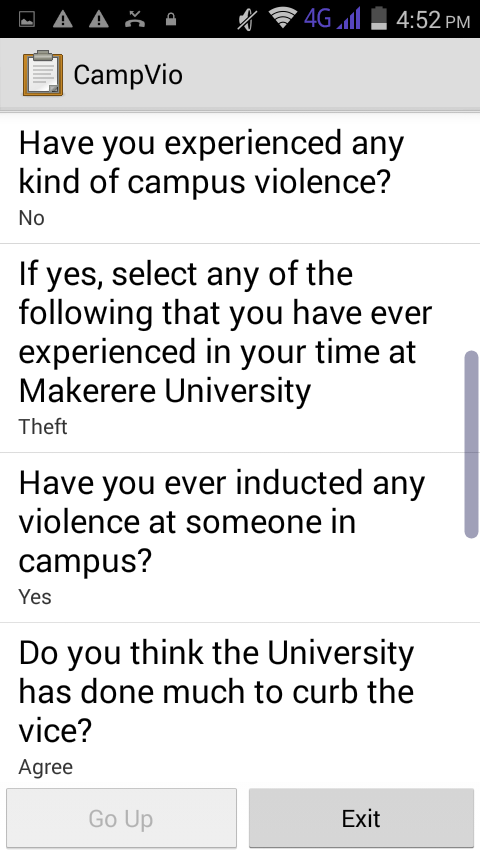 4G 4:52 PM
CampVio
Have you experienced any
kind of campus violence?
No
If yes, select any of the
following that you have ever
experienced in your time at
Makerere University
Theft
Have you ever inducted any
violence at someone in
campus?
Yes
Do you think the University
has done much to curb the
vice?
Agree
Go Up Exit